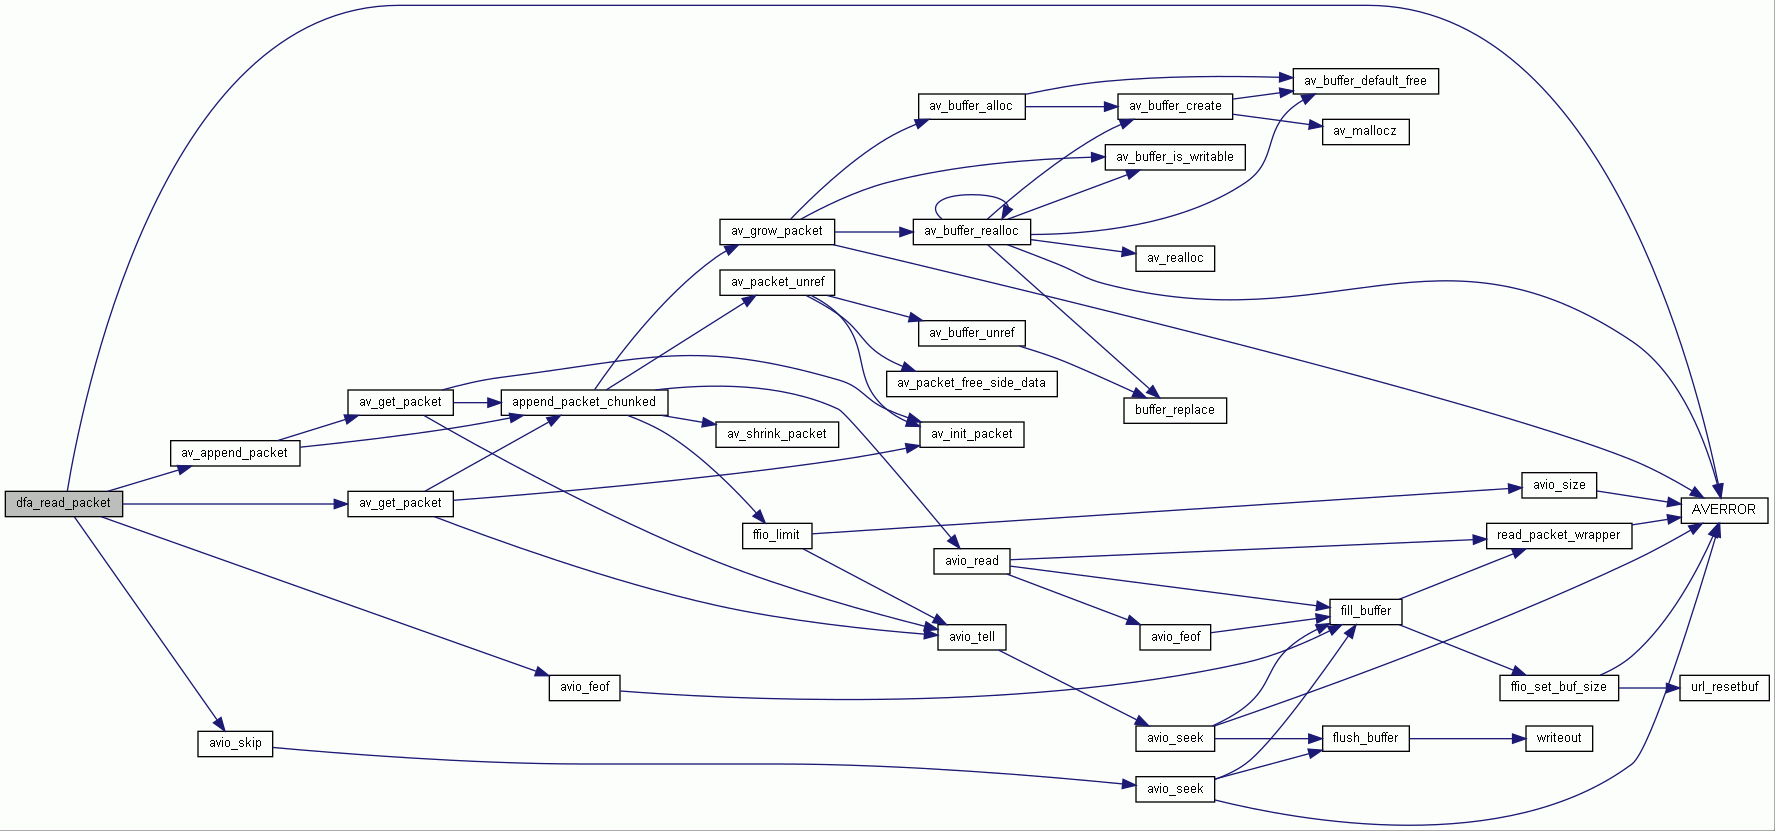 av_buffer_default_free
av_buffer_alloc
av_buffer_create
av_mallocz
av_buffer_is_writable
av_grow_packet
av_buffer_realloc
av_realloc
av_packet_unref
av_buffer_unref
av_packet_free_side_data
av_get_packet
append_packet_chunked
buffer_replace
av_shrink_packet
av_init_packet
av_append_packet
avio_size
dfa_read_packet
av_get_packet
AVERROR
ffio_limit
read_packet_wrapper
avio_read
fill_buffer
avio_tell
avio_feof
avio_feof
ffio_set_buf_size
url_resetbuf
avio_skip
avio_seek
flush_buffer
writeout
avio_seek